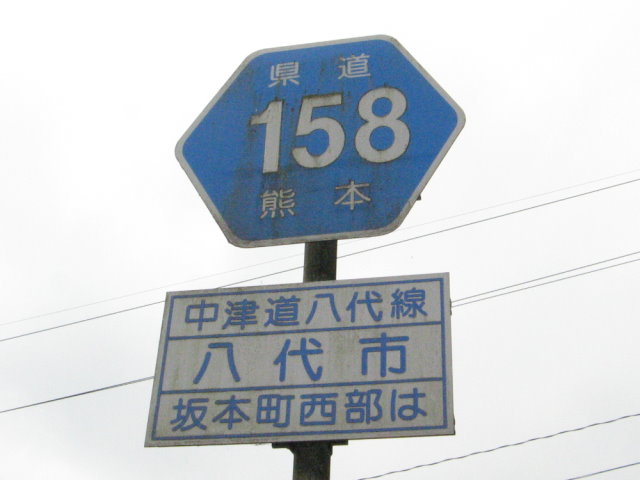 県道
158
熊本
中津道八代線
八代市
坂本町西部は